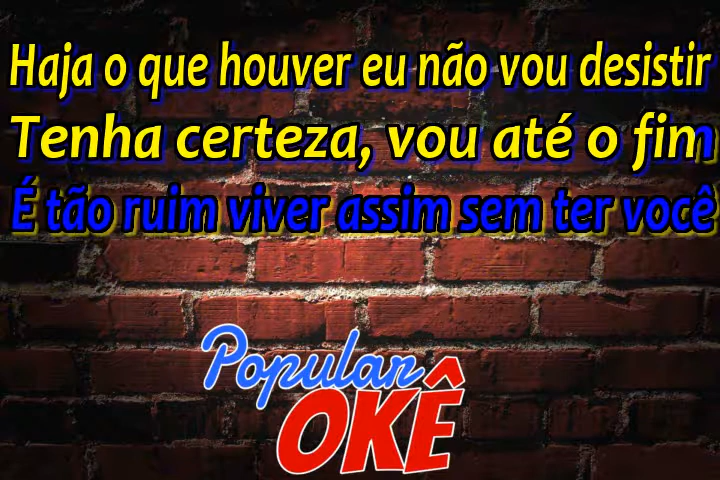 Haja o que houver eu não vou desistir
Tenha certeza, vou até o fim
É tão ruim viver assim sem ter você
Popular
OKÊ